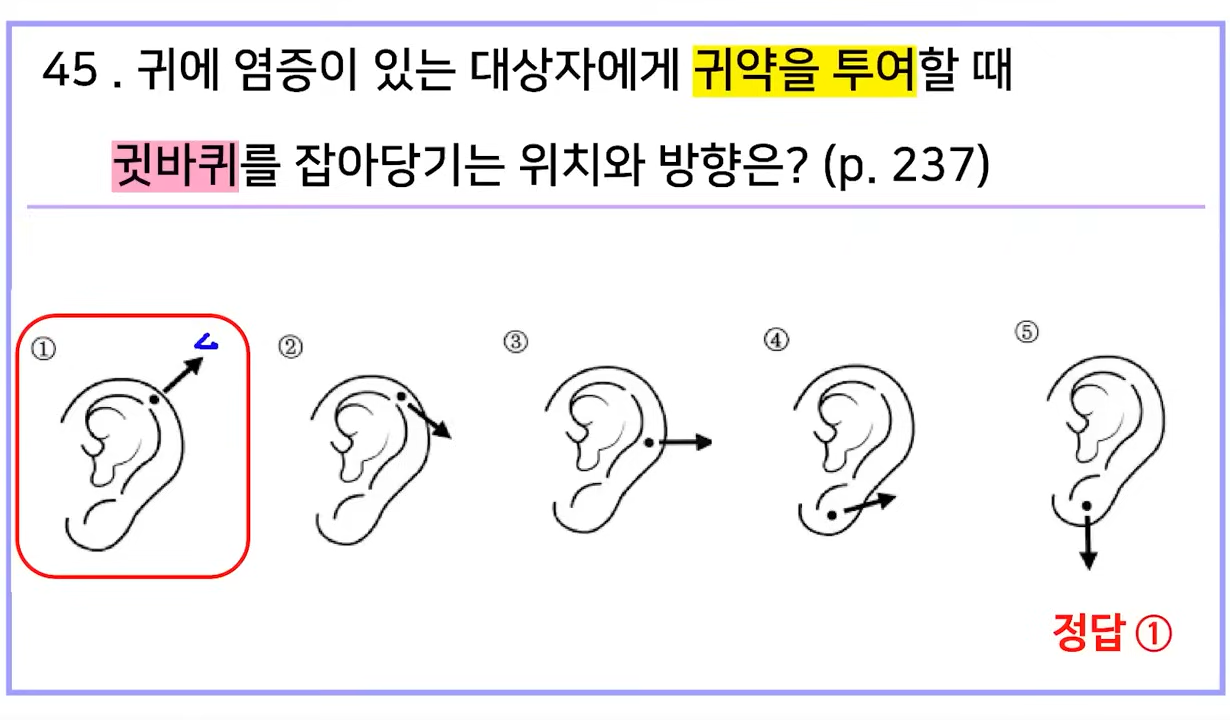 45 . 귀에 염증이 있는 대상자에게 귀약을 투여할 때
귓바퀴를 잡아당기는 위치와 방향은? (p. 237)
① ② ③ ④ ⑤
정답 ①